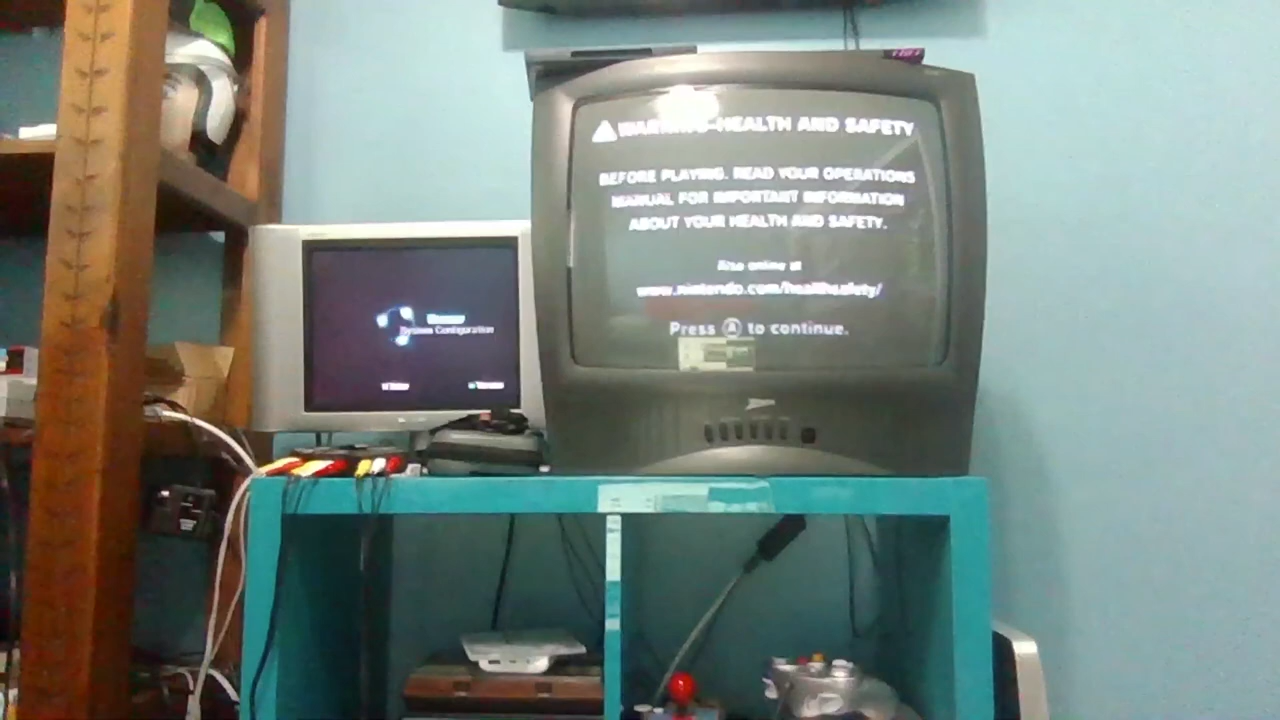 WARNING-HEALTH AND SAFETY
BEFORE PLAYING, READ YOUR OPERATIONS
MANUAL FOR IMPORTANT INFORMATION
ABOUT YOUR HEALTH AND SAFETY.
Also online at
www.nintendo.com/healthsafety/
Press A to continue.
Browser
System Configuration